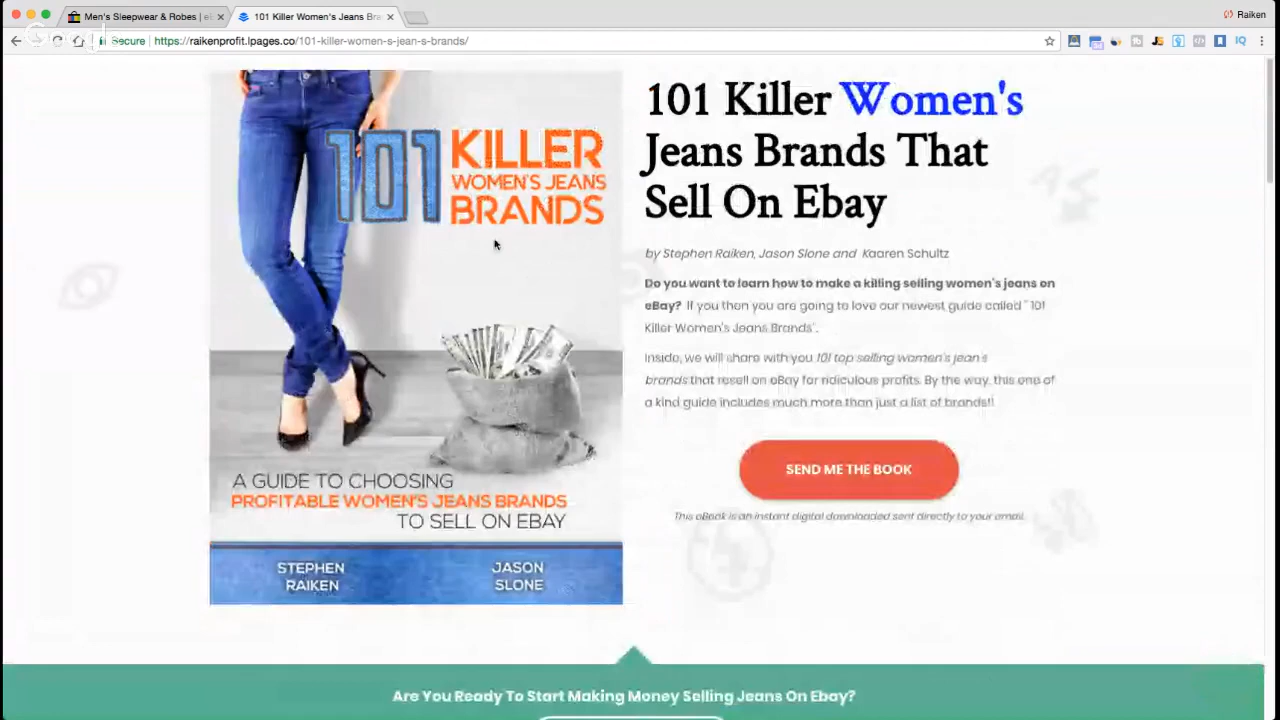 Men's Sleepwear & Robes | eb
101 Killer Women's Jeans Bra
Raiken
Secure
https://raikenprofit.lpages.co/101-killer-women-s-jean-s-brands/
101 KILLER
WOMEN'S JEANS
BRANDS
A GUIDE TO CHOOSING
PROFITABLE WOMEN'S JEANS BRANDS
TO SELL ON EBAY
STEPHEN
RAIKEN
JASON
SLONE
101 Killer Women's
Jeans Brands That
Sell On Ebay
by Stephen Raiken, Jason Slone and Kaaren Schultz
Do you want to learn how to make a killing selling women's jeans on
eBay? If you then you are going to love our newest guide called " 101
Killer Women's Jeans Brands".
Inside, we will share with you 101 top selling women's jean's
brands that resell on eBay for ridiculous profits. By the way, this one of
a kind guide includes much more than just a list of brands!!
SEND ME THE BOOK
This eBook is an instant digital downloaded sent directly to your email.
Are You Ready To Start Making Money Selling Jeans On Ebay?